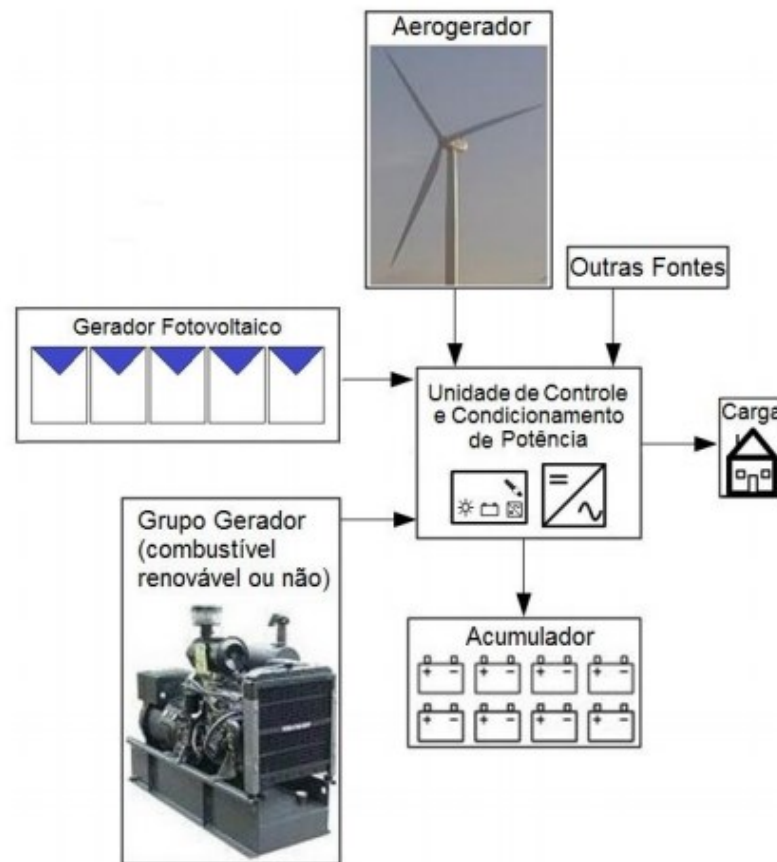 Aerogerador
Outras Fontes
Gerador Fotovoltaico
Unidade de Controle
e Condicionamento
de Potência
Carga
Grupo Gerador
(combustível
renovável ou não)
Acumulador